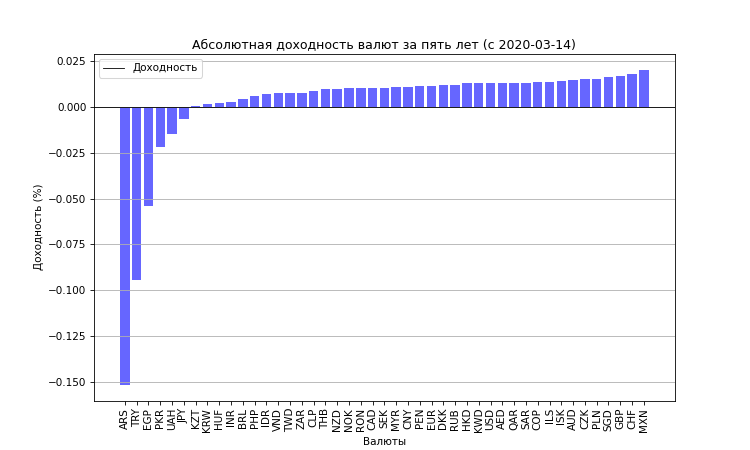 Абсолютная доходность валют за пять лет (с 2020-03-14)
Доходность
0.025
0.000
−0.025
−0.050
−0.075
−0.100
−0.125
−0.150
Доходность (%)
ARS TRY EGP PKR UAH JPY KZT KRW HUF INR BRL PHP IDR VND TWD ZAR CLP THB NZD NOK RON CAD SEK MYR CNY PEN EUR DKK RUB HKD KWD USD AED QAR SAR COP ILS ISK AUD CZK PLN SGD GBP CHF MXN
Валюты